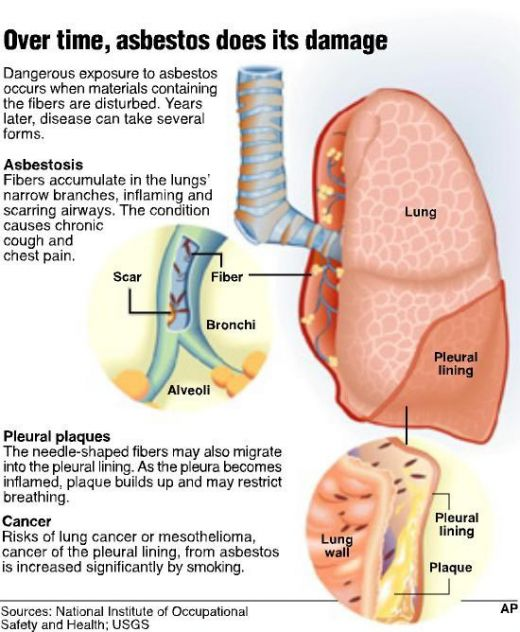 Over time, asbestos does its damage
Dangerous exposure to asbestos
occurs when materials containing
the fibers are disturbed. Years
later, disease can take several
forms.
Asbestosis
Fibers accumulate in the lungs'
narrow branches, inflaming and
scarring airways. The condition
causes chronic
cough and
chest pain.
Lung
Scar
Fiber
Bronchi
Alveoli
Pleural
lining
Pleural plaques
The needle-shaped fibers may also migrate
into the pleural lining. As the pleura becomes
inflamed, plaque builds up and may restrict
breathing.
Cancer
Risks of lung cancer or mesothelioma,
cancer of the pleural lining, from asbestos
is increased significantly by smoking.
Lung
wall
Pleural
lining
Plaque
Sources: National Institute of Occupational
Safety and Health; USGS
AP